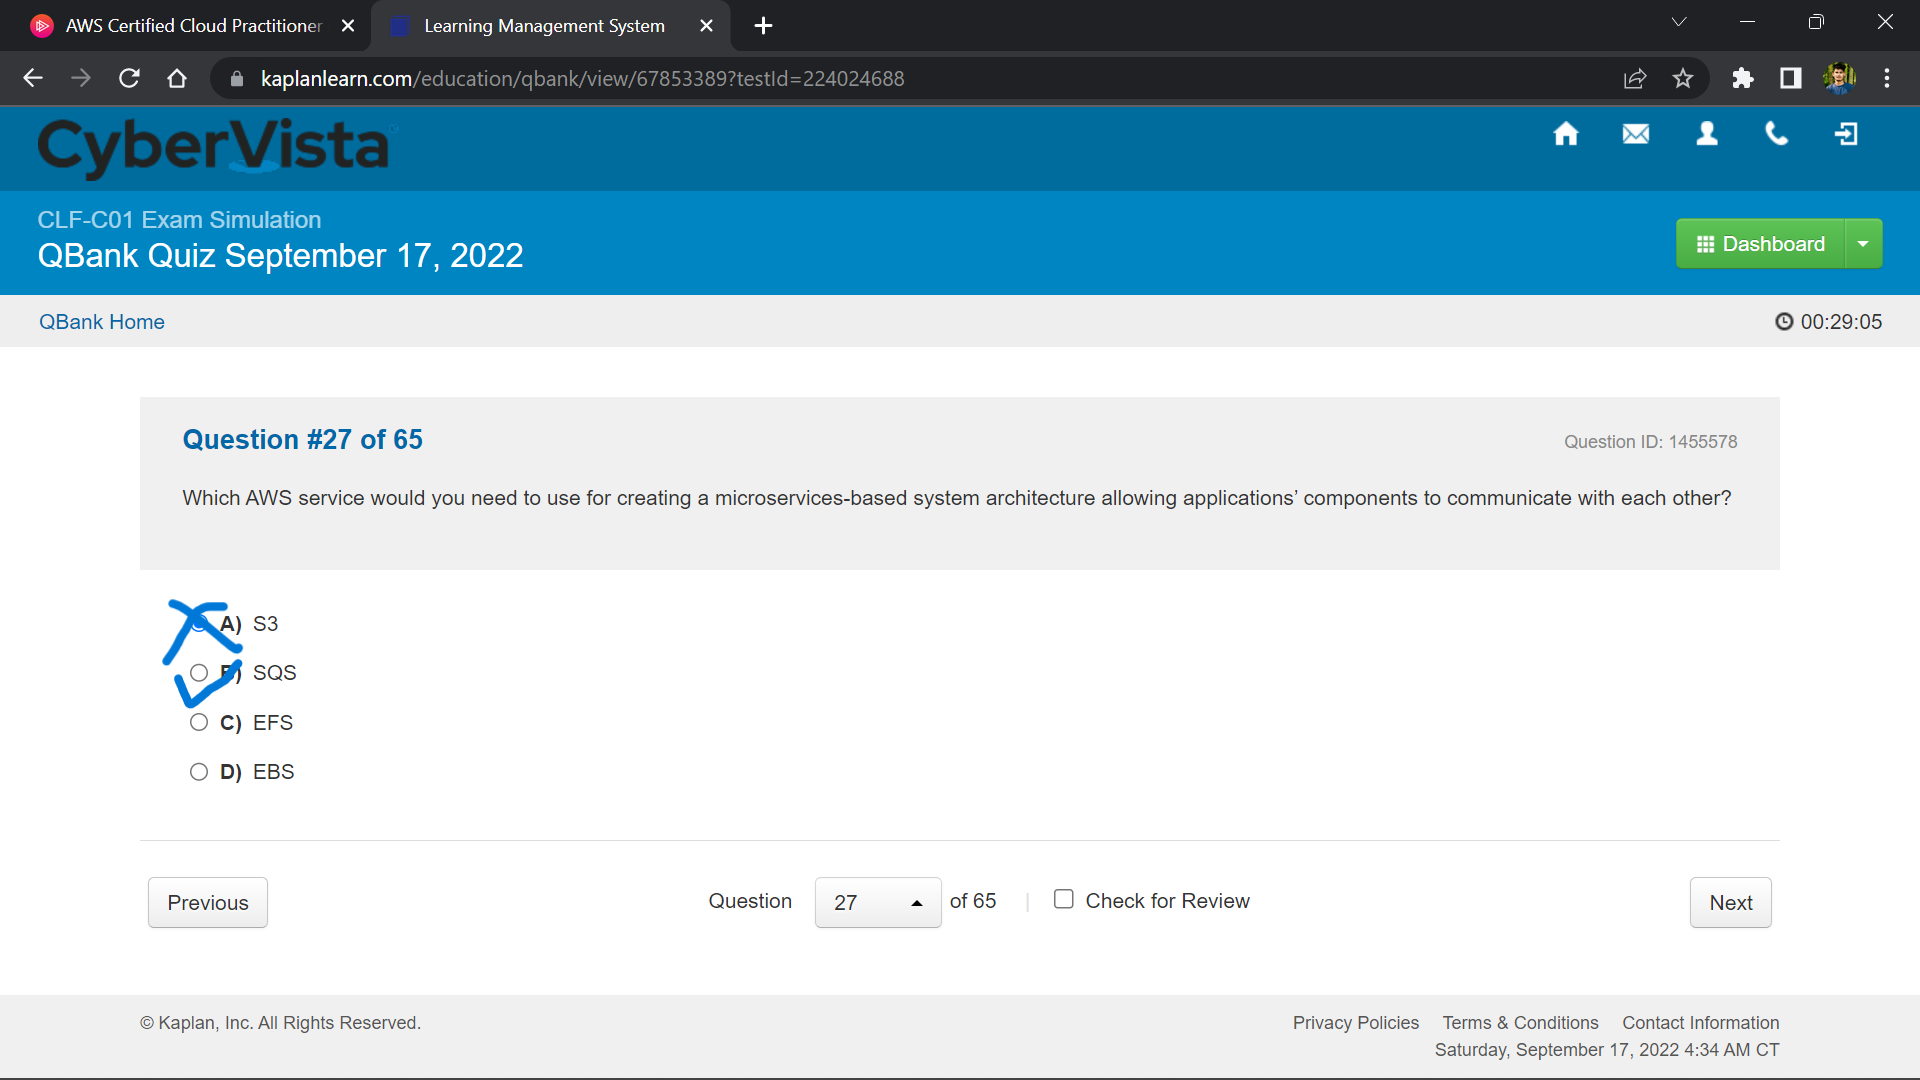 AWS Certified Cloud Practitioner
Learning Management System
kaplanlearn.com/education/qbank/view/67853389?testId=224024688
CyberVista
CLF-C01 Exam Simulation
QBank Quiz September 17, 2022
Dashboard
QBank Home
00:29:05
Question #27 of 65
Question ID: 1455578
Which AWS service would you need to use for creating a microservices-based system architecture allowing applications’ components to communicate with each other?
A) S3
B) SQS
C) EFS
D) EBS
Previous
Question 27 of 65 | Check for Review
Next
© Kaplan, Inc. All Rights Reserved.
Privacy Policies Terms & Conditions Contact Information
Saturday, September 17, 2022 4:34 AM CT